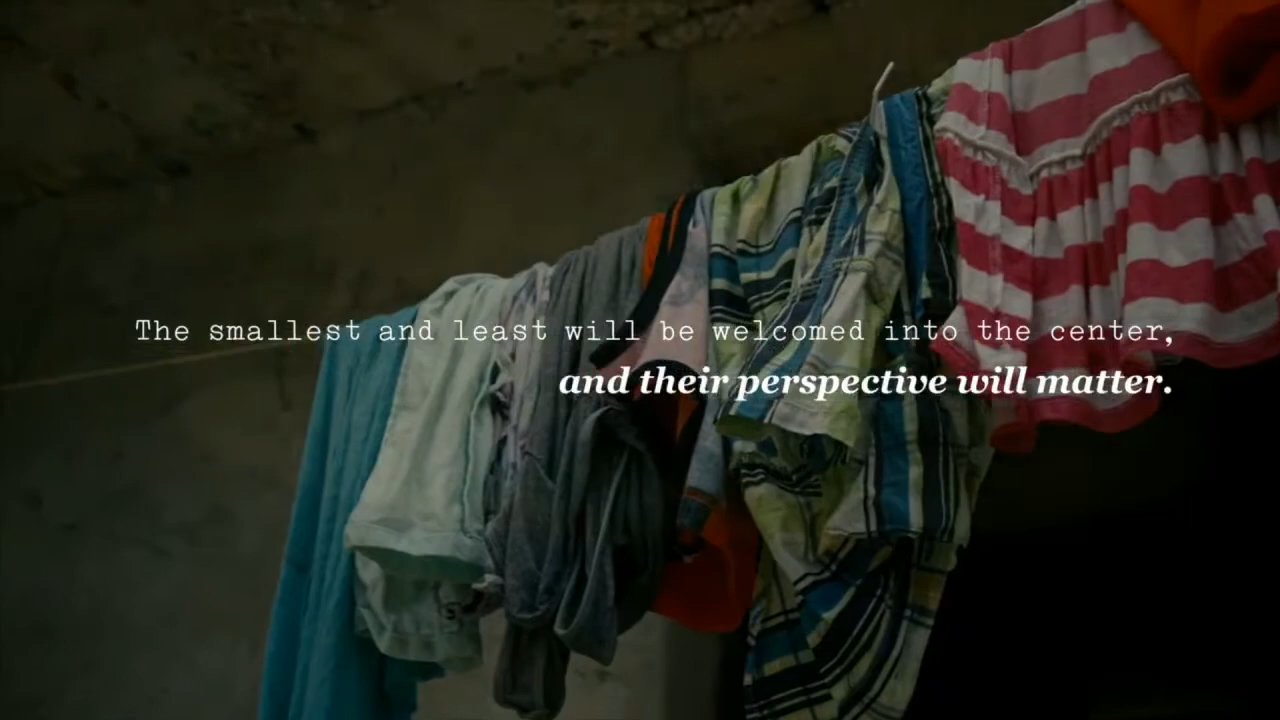 The smallest and least will be welcomed into the center,
and their perspective will matter.